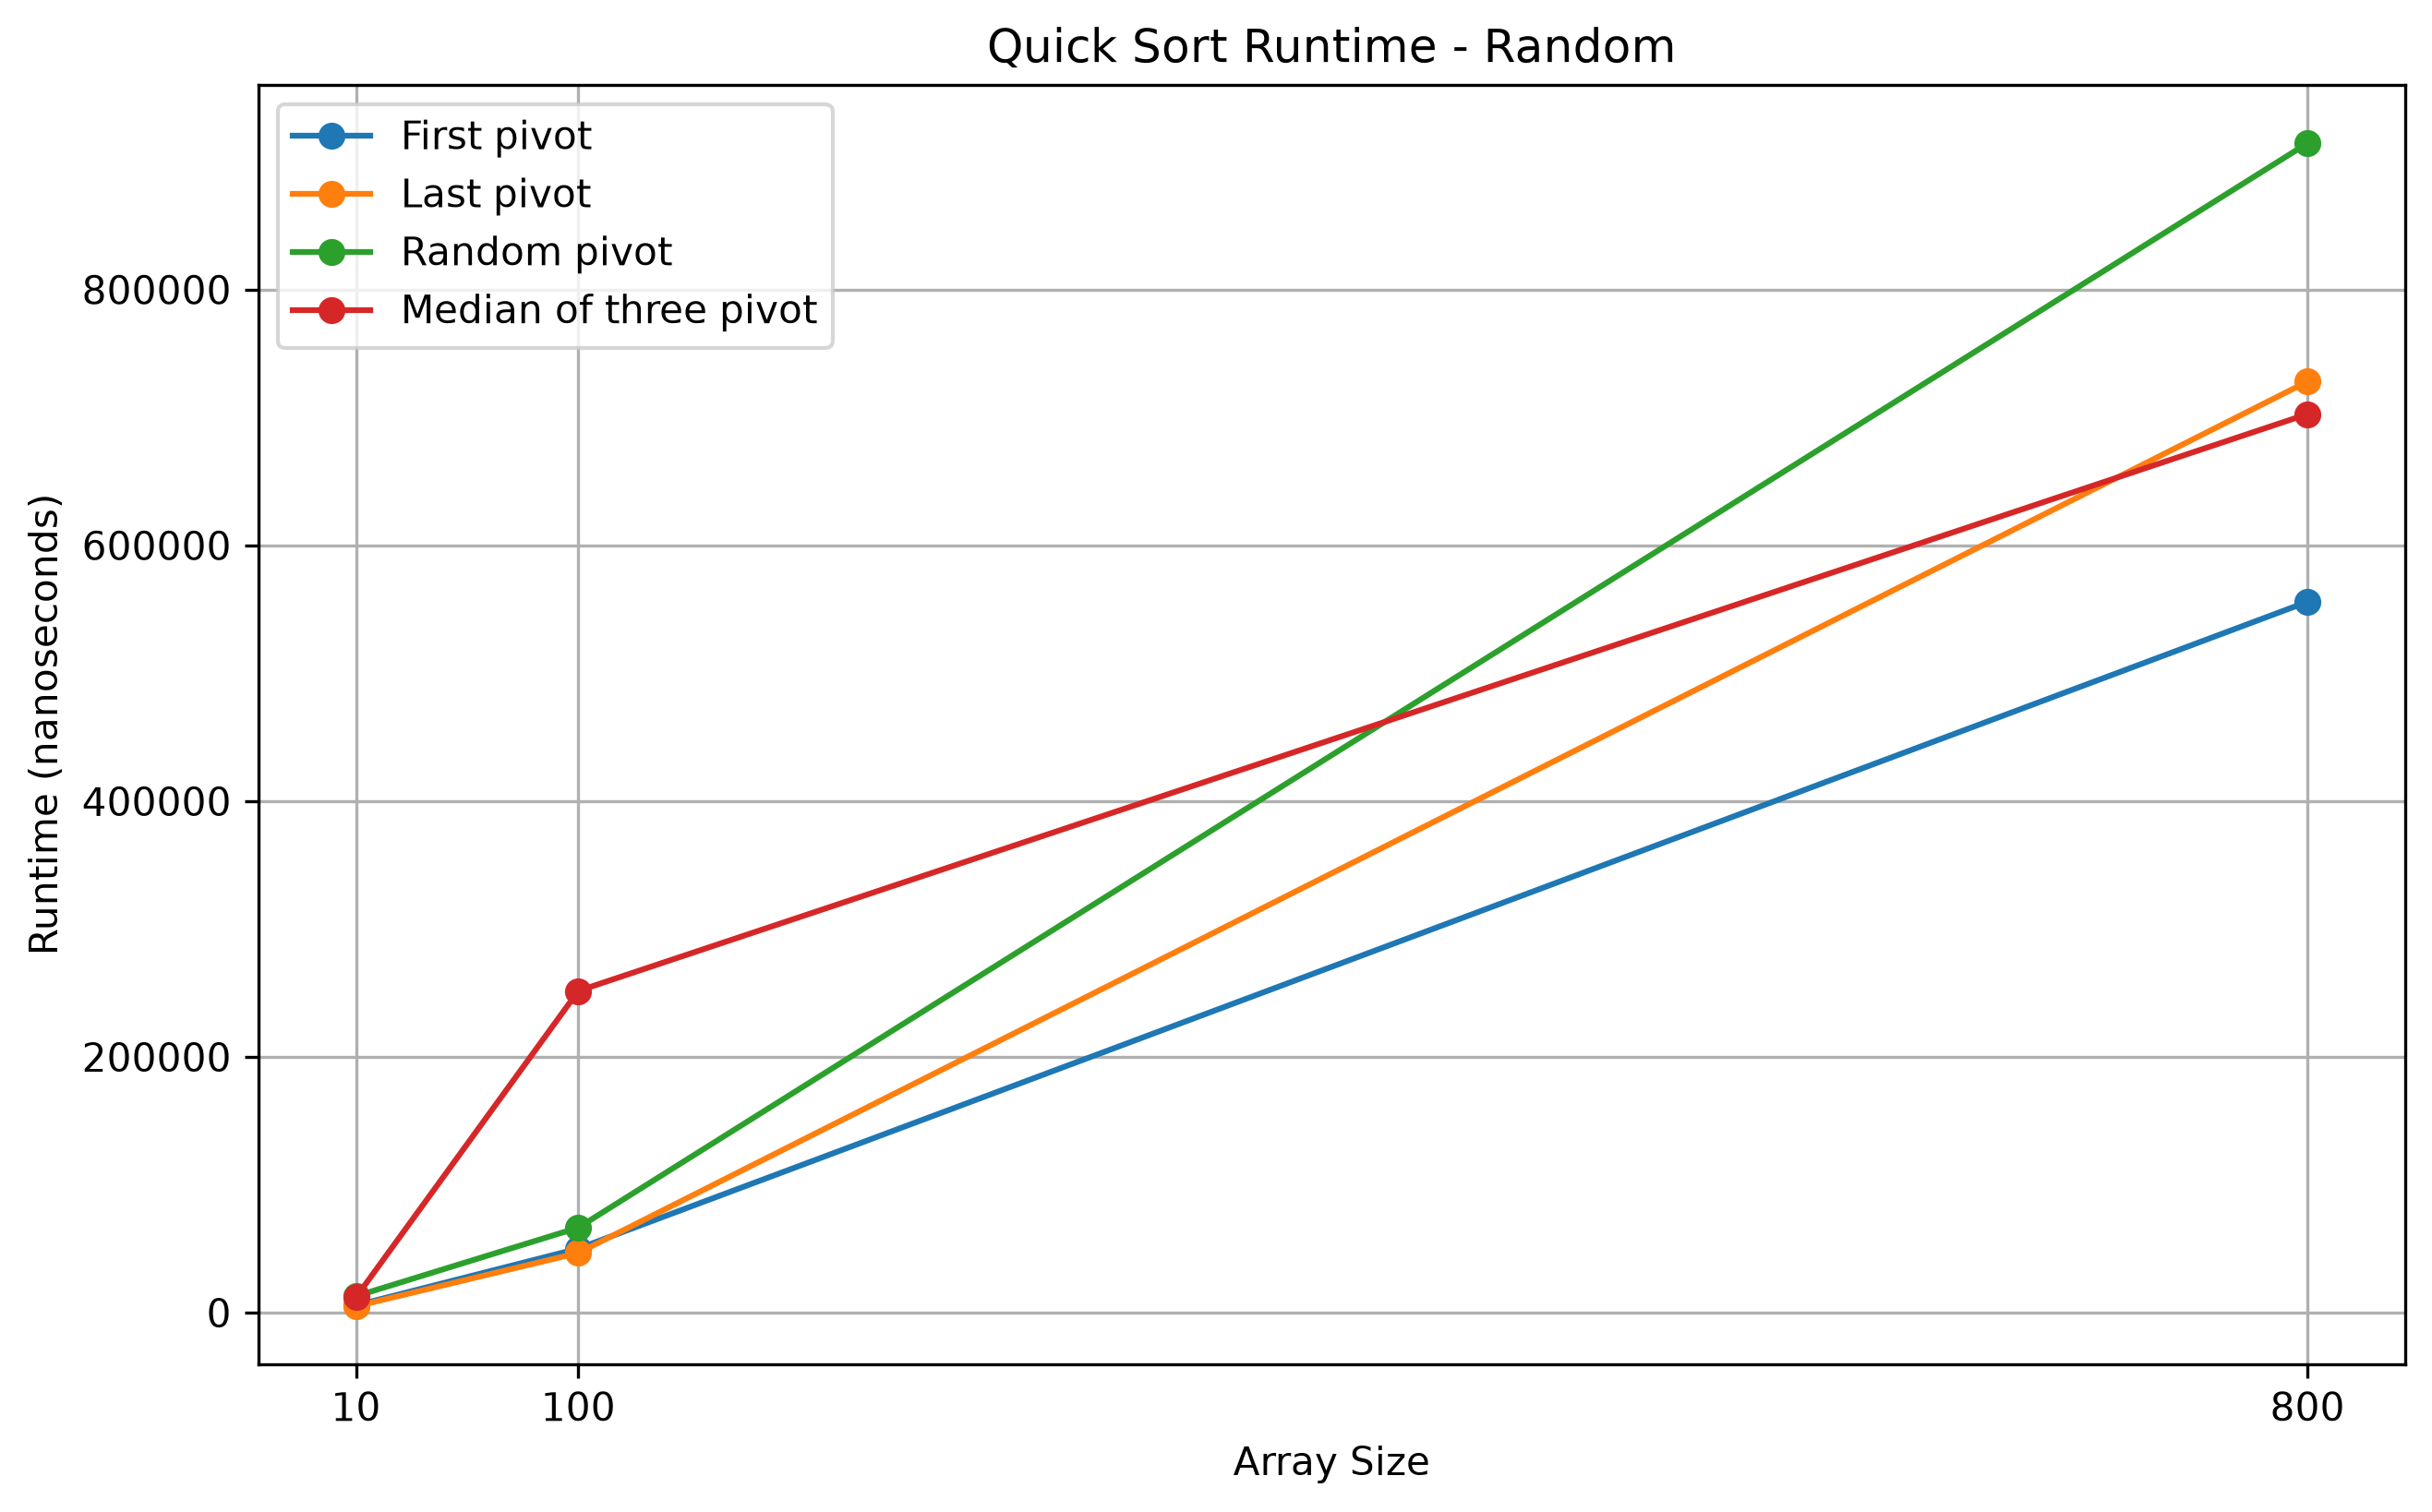 Quick Sort Runtime - Random
First pivot
Last pivot
Random pivot
Median of three pivot
800000
600000
400000
200000
0
Runtime (nanoseconds)
10
100
800
Array Size